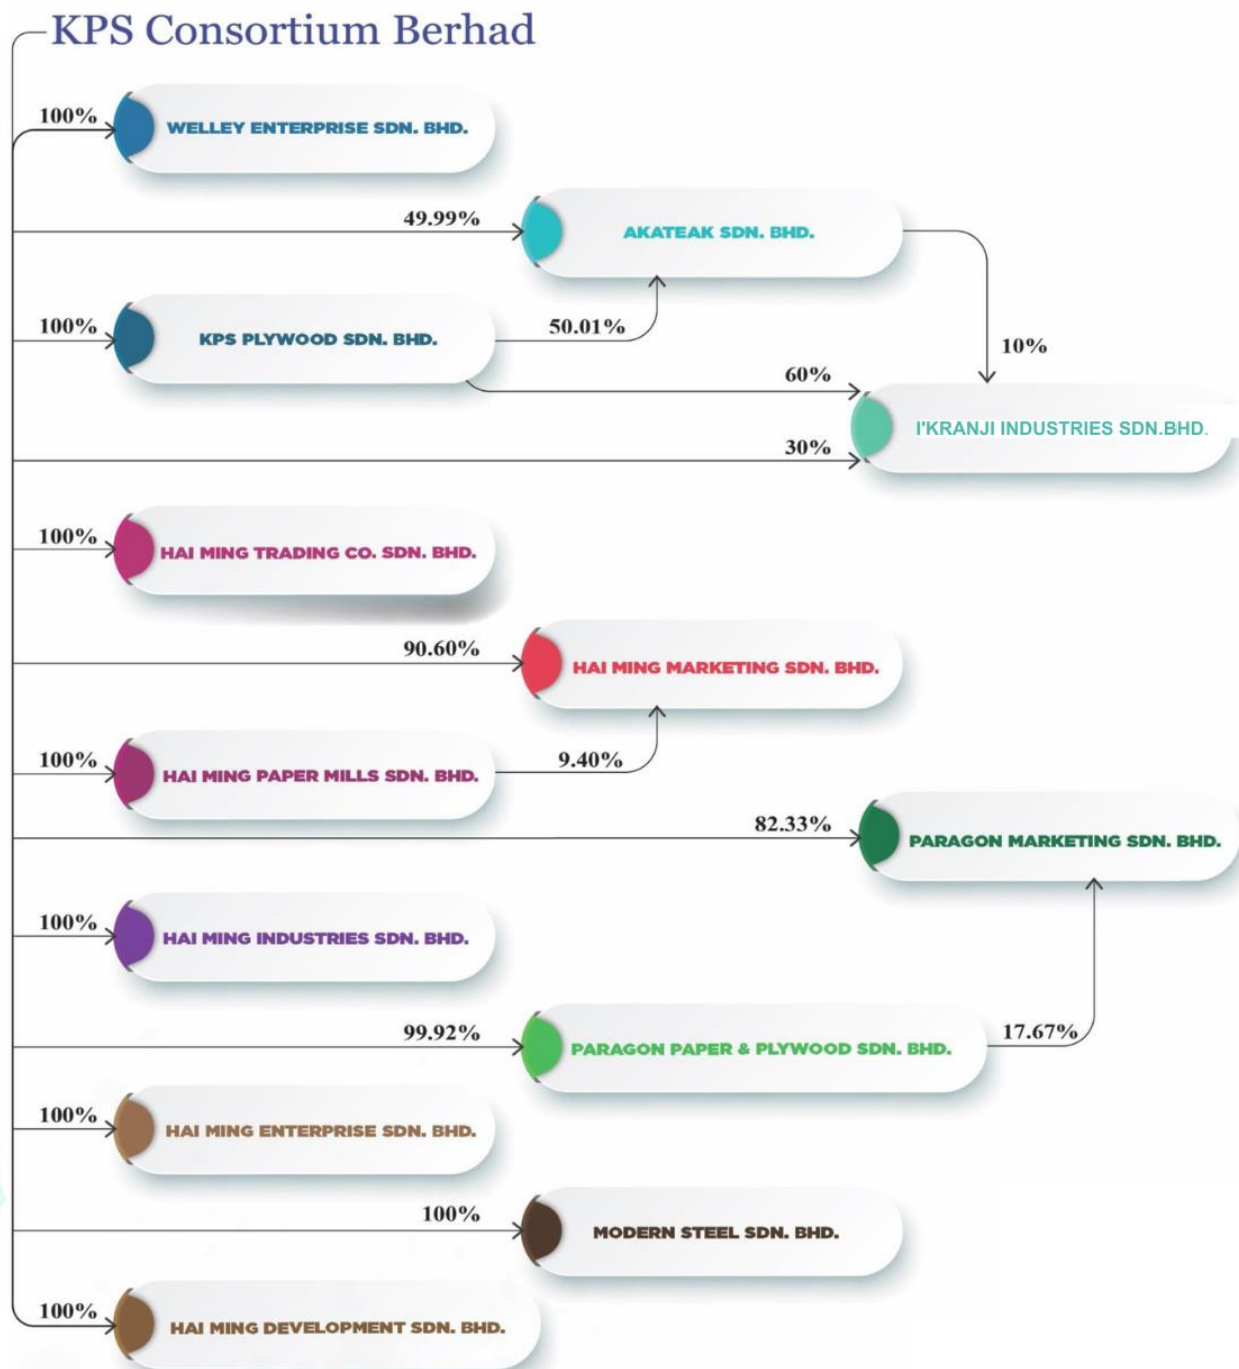 KPS Consortium Berhad
100%
WELLEY ENTERPRISE SDN. BHD.
49.99%
AKATEAK SDN. BHD.
100%
KPS PLYWOOD SDN. BHD.
50.01%
10%
60%
I'KRANJI INDUSTRIES SDN.BHD.
30%
100%
HAI MING TRADING CO. SDN. BHD.
90.60%
HAI MING MARKETING SDN. BHD.
100%
HAI MING PAPER MILLS SDN. BHD.
9.40%
82.33%
PARAGON MARKETING SDN. BHD.
100%
HAI MING INDUSTRIES SDN. BHD.
99.92%
PARAGON PAPER & PLYWOOD SDN. BHD.
17.67%
100%
HAI MING ENTERPRISE SDN. BHD.
100%
MODERN STEEL SDN. BHD.
100%
HAI MING DEVELOPMENT SDN. BHD.